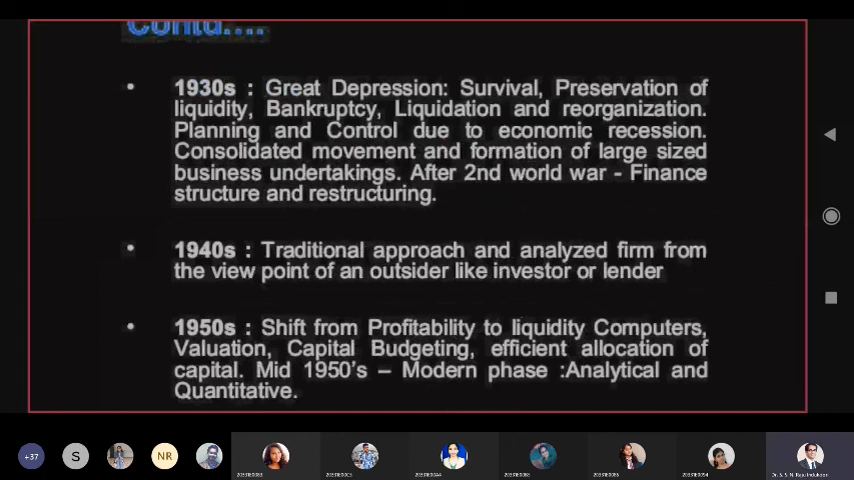 Contd....
• 1930s : Great Depression: Survival, Preservation of
liquidity, Bankruptcy, Liquidation and reorganization.
Planning and Control due to economic recession.
Consolidated movement and formation of large sized
business undertakings. After 2nd world war - Finance
structure and restructuring.
• 1940s : Traditional approach and analyzed firm from
the view point of an outsider like investor or lender
• 1950s : Shift from Profitability to liquidity Computers,
Valuation, Capital Budgeting, efficient allocation of
capital. Mid 1950's – Modern phase :Analytical and
Quantitative.
+37
S
NR
Dr. S. S. N. Raju Indukoori